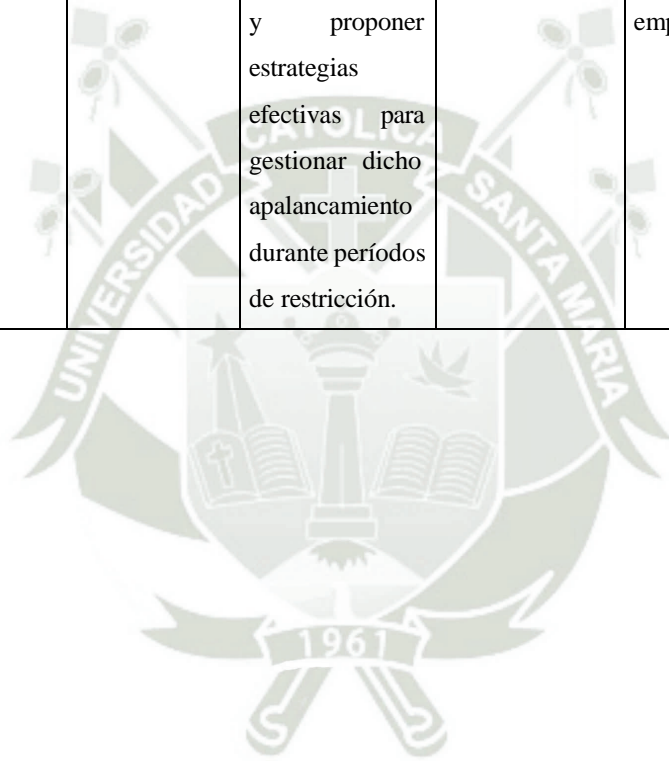 y proponer
estrategias
efectivas para
gestionar dicho
apalancamiento
durante períodos
de restricción.
emp
UNIVERSIDAD CATOLICA SANTA MARIA
1961